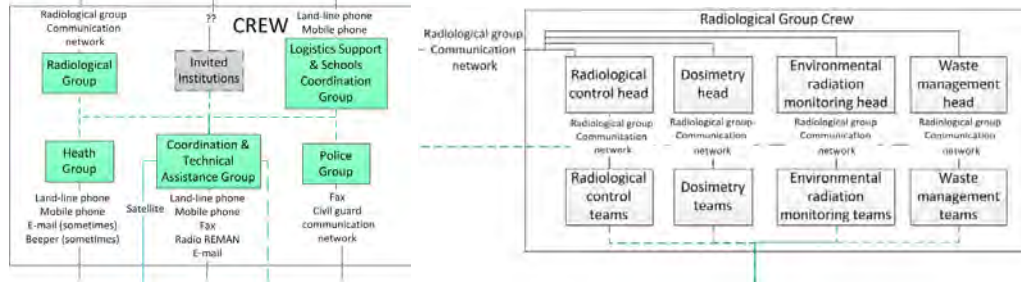 Radiological group
Communication
network
??
CREW
Land-line phone
Mobile phone
Radiological
Group
Invited
Institutions
Logistics Support
& Schools
Coordination
Group
Heath
Group
Coordination &
Technical
Assistance Group
Police
Group
Land-line phone
Mobile phone
E-mail (sometimes)
Beeper (sometimes)
Satellite
Land-line phone
Mobile phone
Fax
Radio REMAN
E-mail
Fax
Civil guard
communication
network
Radiological Group Crew
Radiological group
Communication
network
Radiological
control head
Dosimetry
head
Environmental
radiation
monitoring head
Waste
management
head
Radiological group
Communication
network
Radiological group
Communication
network
Radiological group
Communication
network
Radiological group
Communication
network
Radiological
control
teams
Dosimetry
teams
Environmental
radiation
monitoring teams
Waste
management
teams